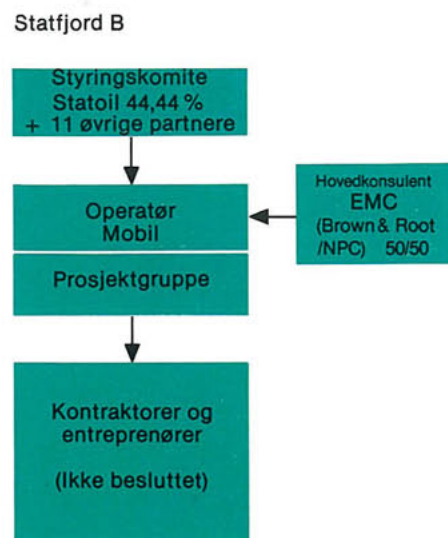 Statfjord B
Styringskomite
Statoil 44,44 %
+ 11 øvrige partnere
Operatør
Mobil
Hovedkonsulent
EMC
(Brown & Root
/NPC) 50/50
Prosjektgruppe
Kontraktorer og
entreprenører
(Ikke besluttet)